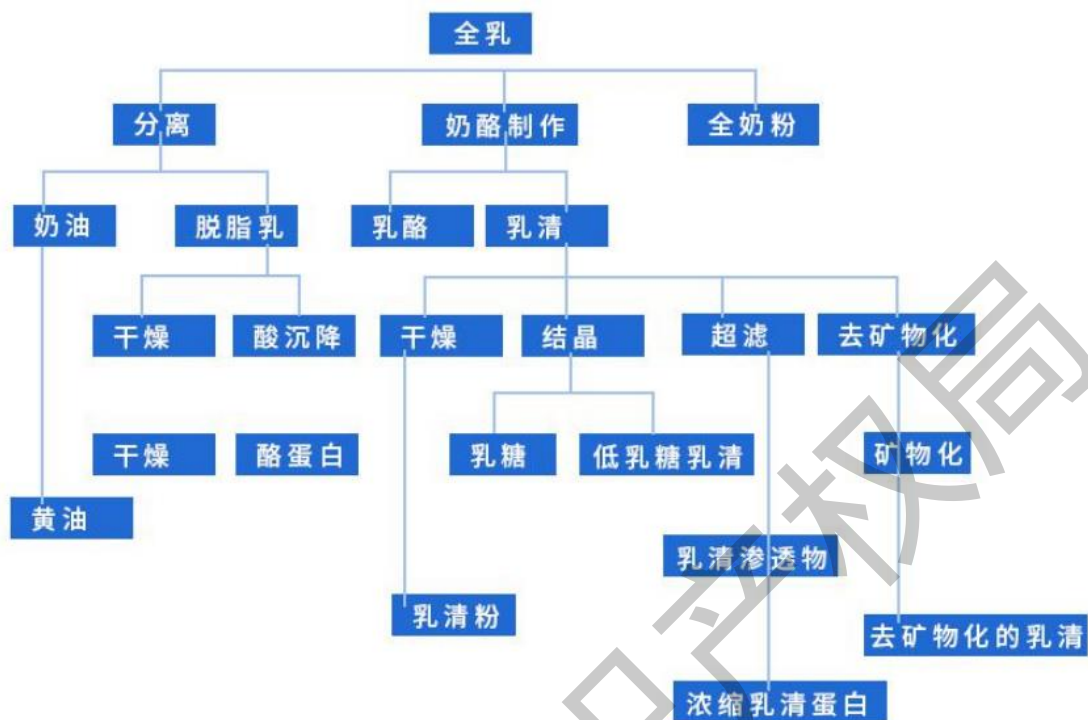 全乳
分离
奶酪制作
全奶粉
奶油
脱脂乳
乳酪
乳清
干燥
酸沉降
干燥
结晶
超滤
去矿物化
干燥
酪蛋白
乳糖
低乳糖乳清
矿物化
黄油
乳清渗透物
乳清粉
去矿物化的乳清
浓缩乳清蛋白
产权局